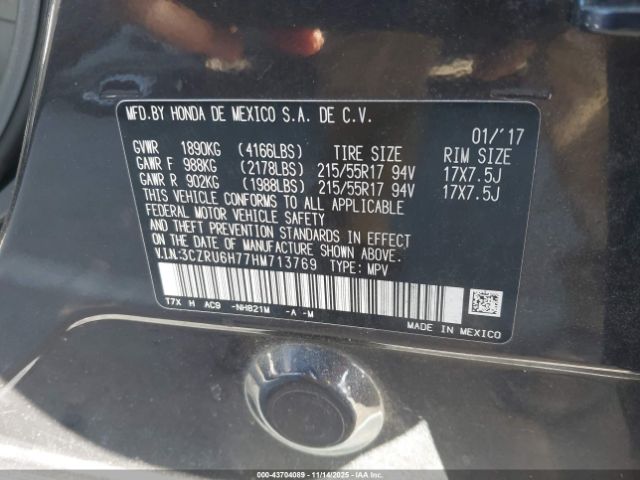 MFD.BY HONDA DE MEXICO S.A. DE C.V.
01/'17
GVWR 1890KG (4166LBS) TIRE SIZE RIM SIZE
GAWR F 988KG (2178LBS) 215/55R17 94V 17X7.5J
GAWR R 902KG (1988LBS) 215/55R17 94V 17X7.5J
THIS VEHICLE CONFORMS TO ALL APPLICABLE
FEDERAL MOTOR VEHICLE SAFETY
AND THEFT PREVENTION STANDARDS IN EFFECT
ON THE DATE OF MANUFACTURE SHOWN ABOVE.
V.I.N:3CZRU6H77HM713769 TYPE: MPV
T7X H AC9 -NH821M -A -M
MADE IN MEXICO
000-43704089 | 11/14/2025 | IAAI.COM